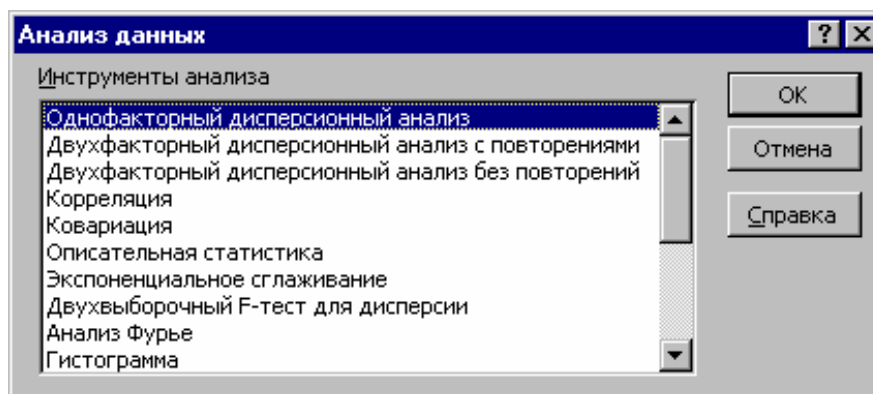 Анализ данных
Инструменты анализа
Однофакторный дисперсионный анализ
Двухфакторный дисперсионный анализ с повторениями
Двухфакторный дисперсионный анализ без повторений
Корреляция
Ковариация
Описательная статистика
Экспоненциальное сглаживание
Двухвыборочный F-тест для дисперсии
Анализ Фурье
Гистограмма
OK
Отмена
Справка